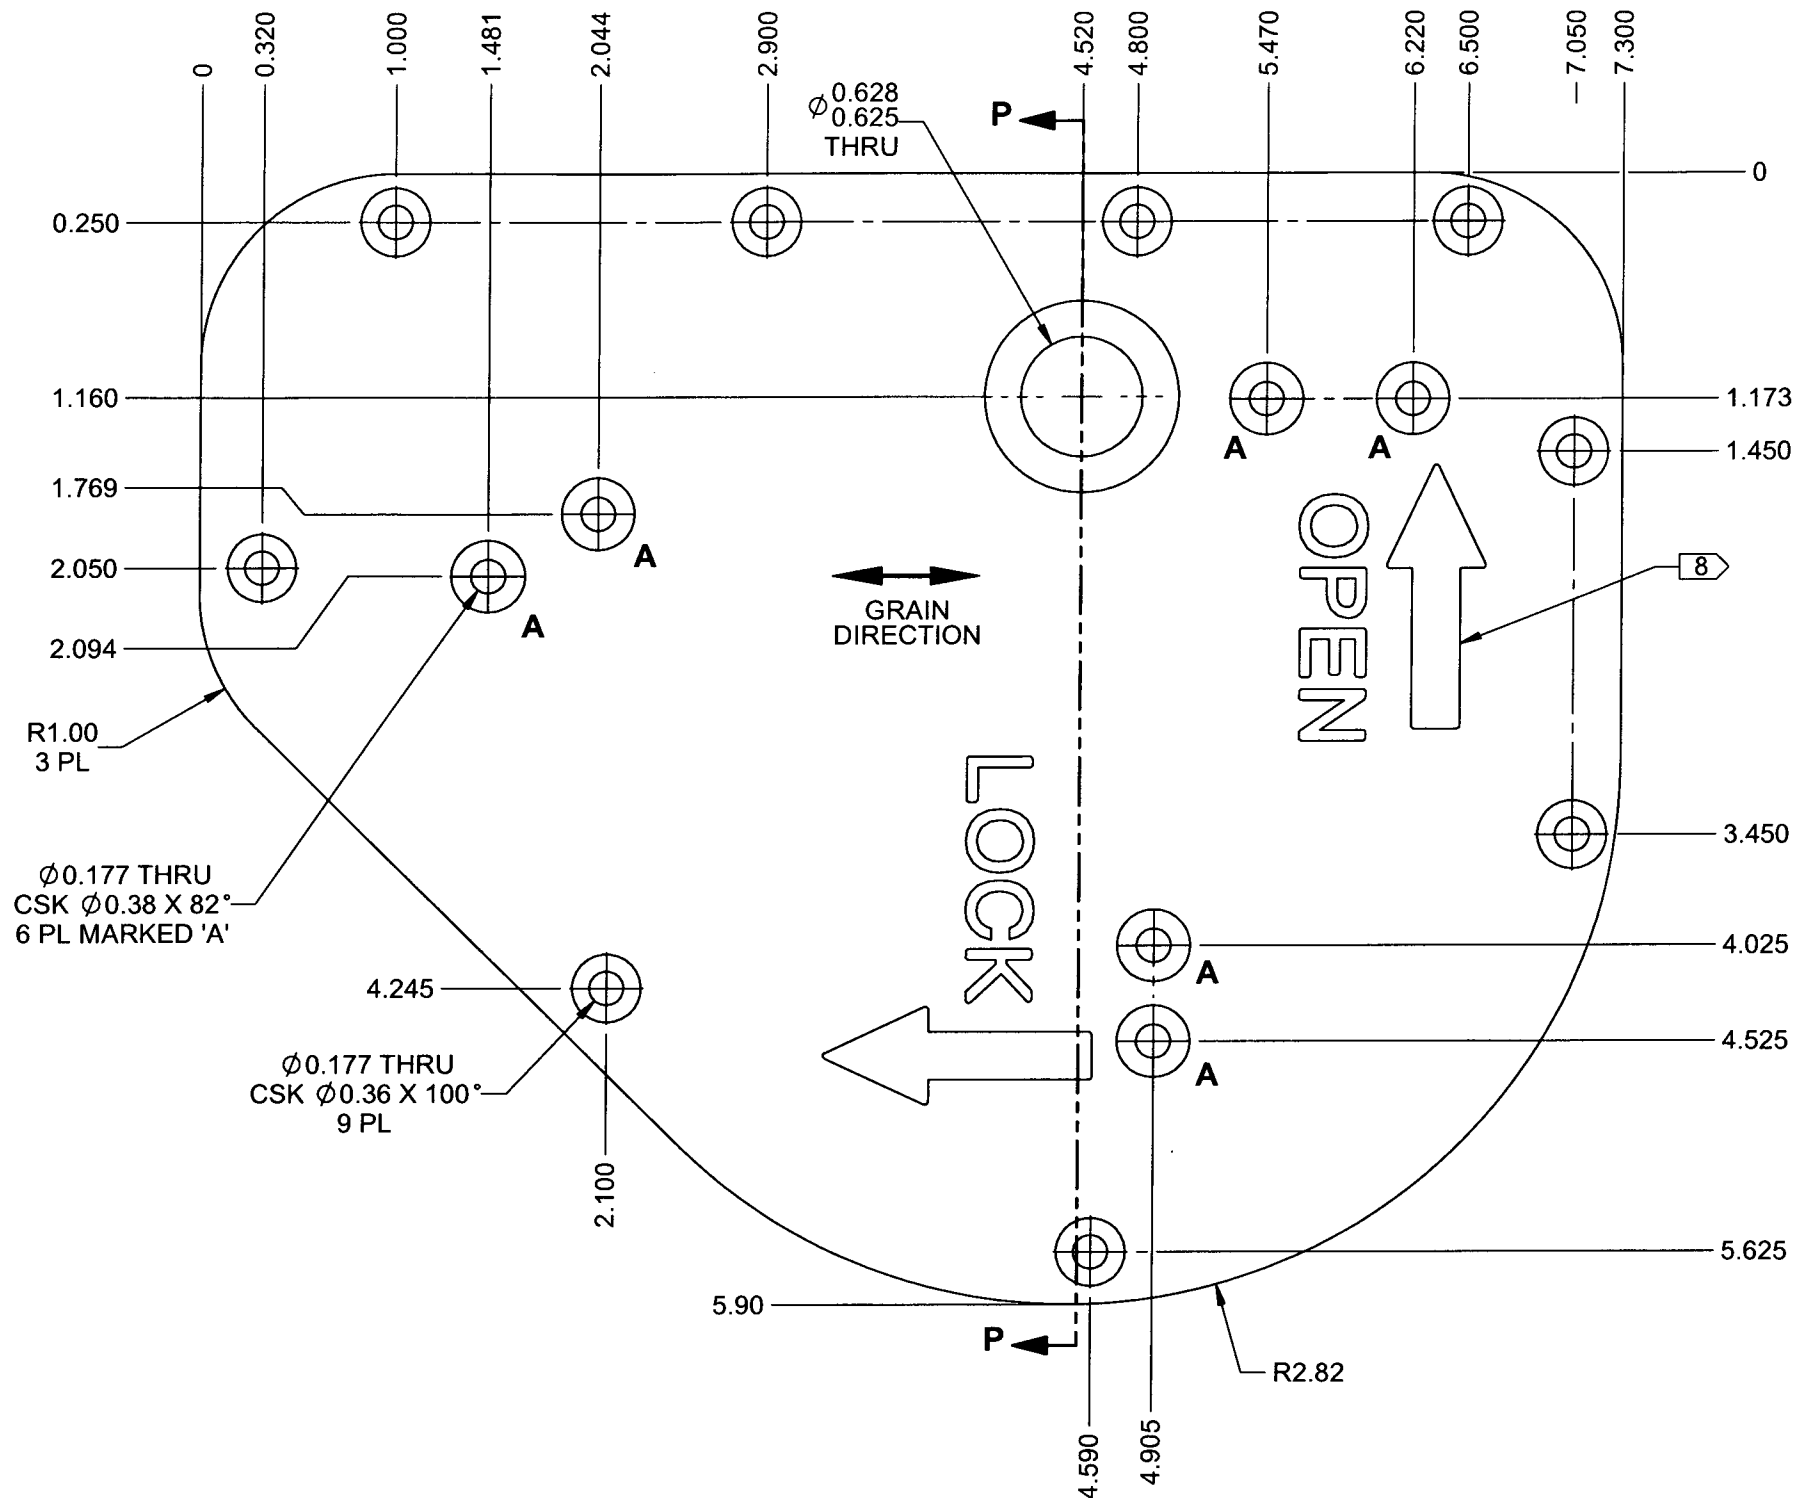 0
0.320
1.000
1.481
2.044
2.900
4.520
4.800
5.470
6.220
6.500
7.050
7.300
Ø 0.628
0.625
THRU
P
0
0.250
1.160
1.173
A
A
1.450
1.769
A
2.050
A
2.094
GRAIN
DIRECTION
OPEN
8
R1.00
3 PL
LOCK
3.450
Ø0.177 THRU
CSK Ø0.38 X 82°
6 PL MARKED 'A'
4.025
A
4.245
4.525
A
Ø0.177 THRU
CSK Ø0.36 X 100°
9 PL
2.100
5.625
5.90
P
R2.82
4.590
4.905